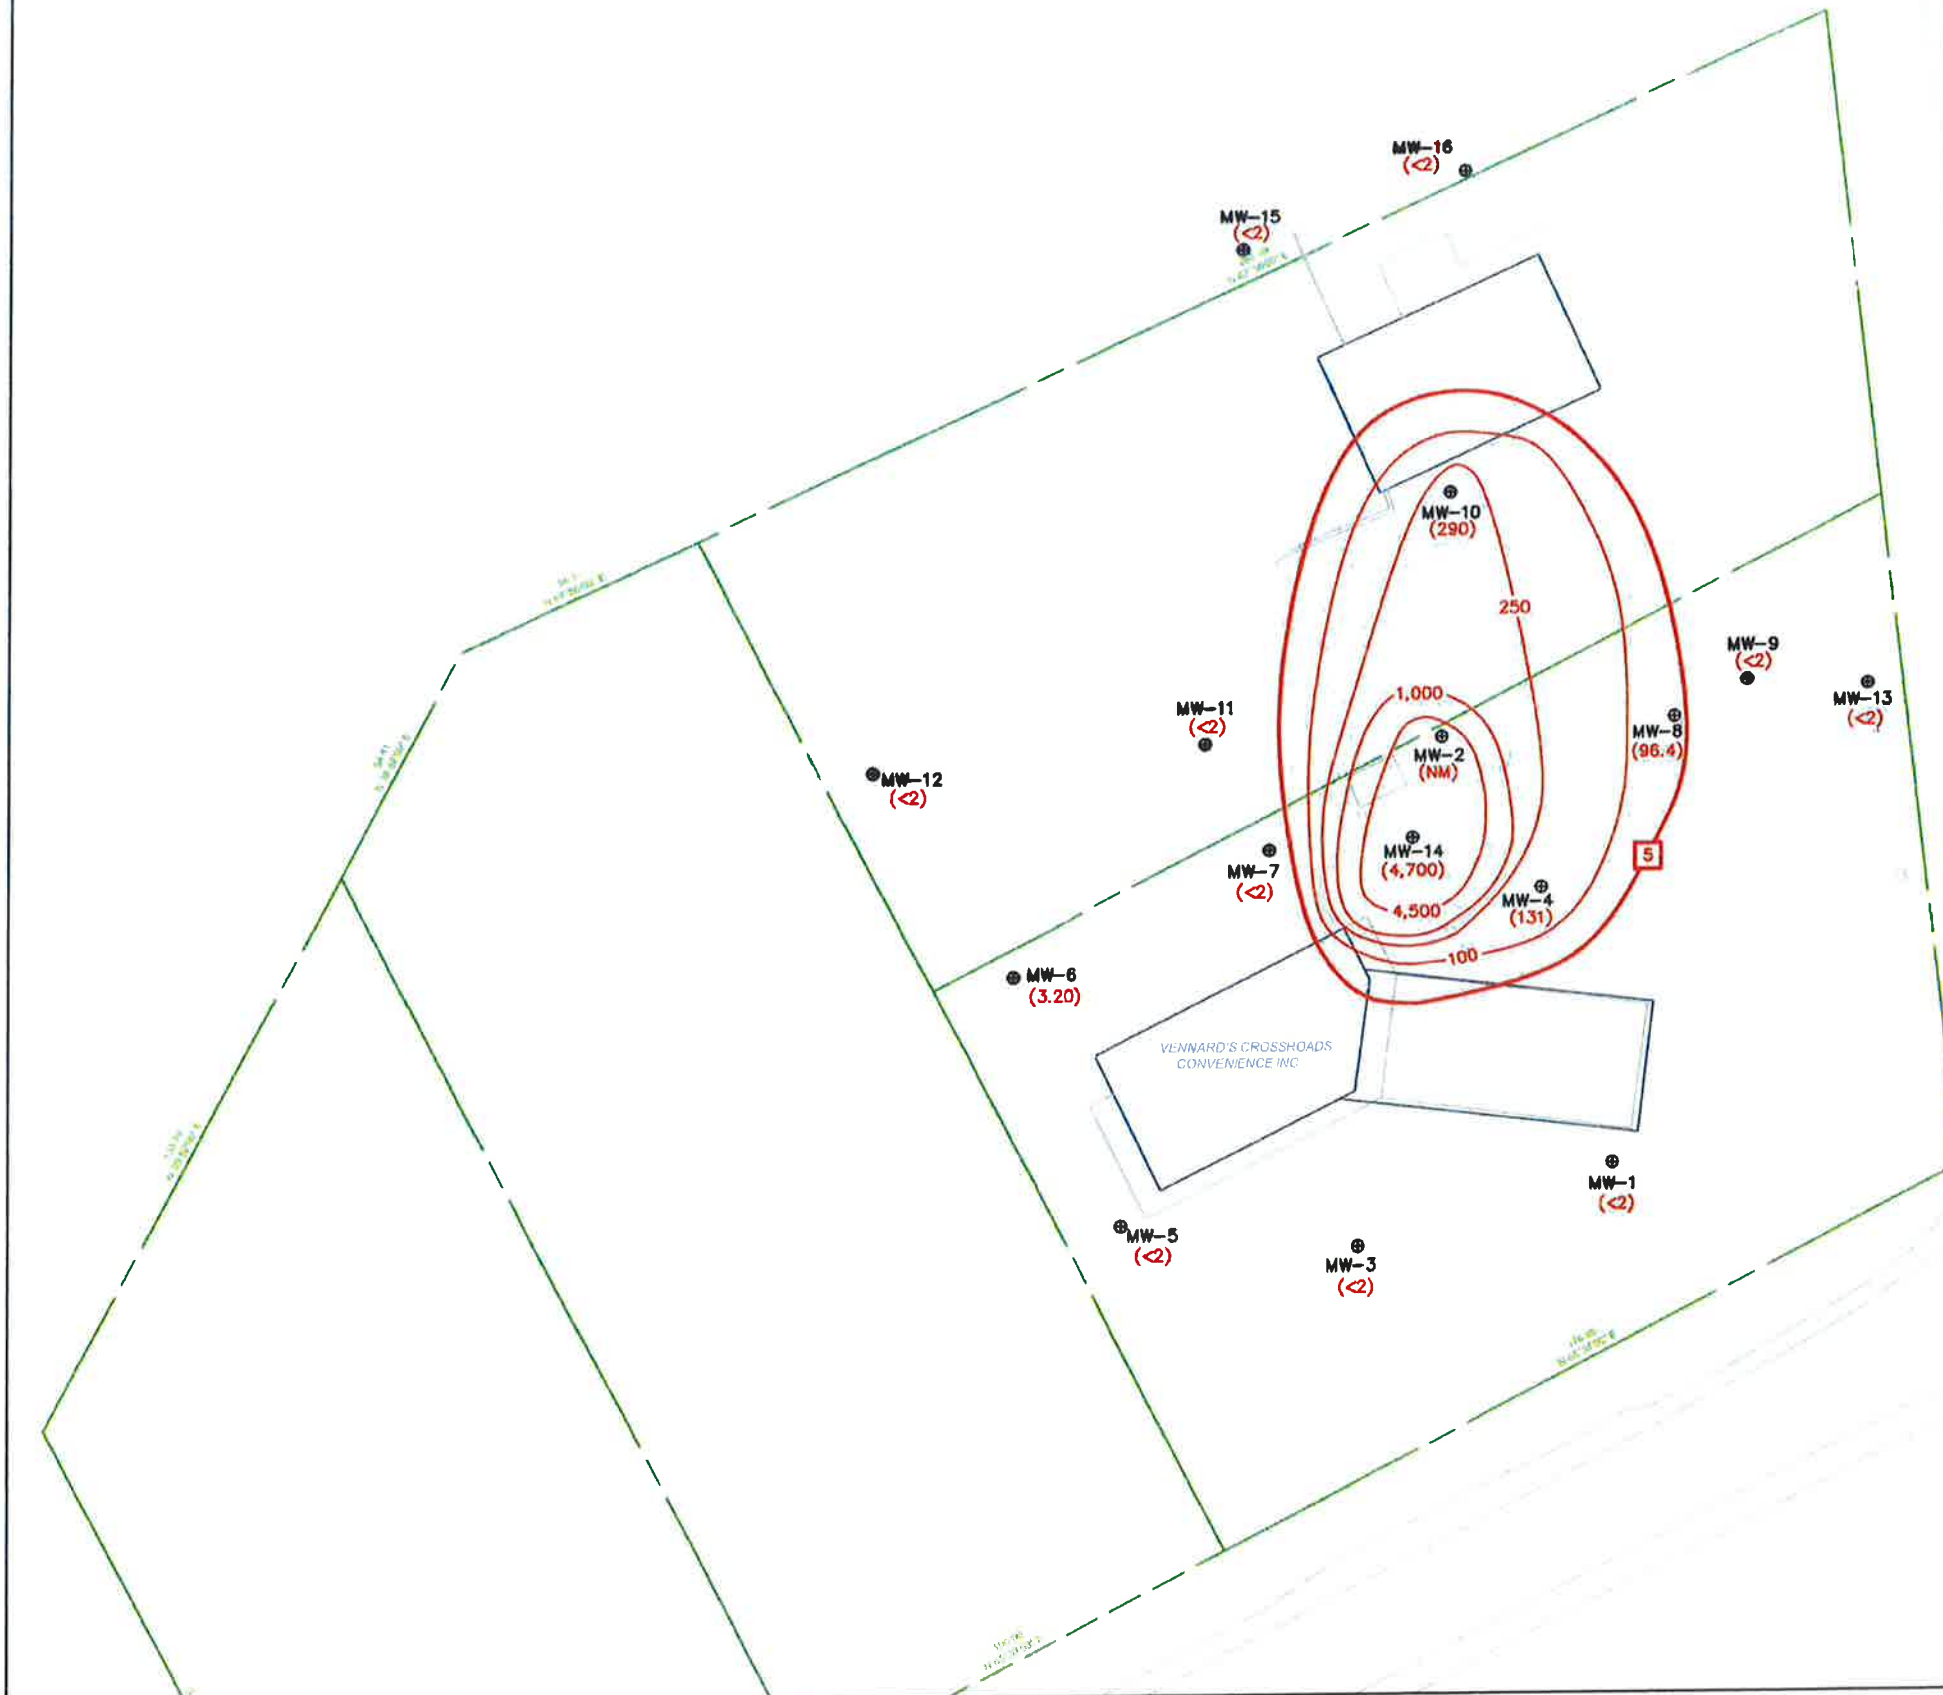 MW-16
(<2)
MW-15
(<2)
MW-10
(290)
250
MW-9
(<2)
1,000
MW-13
(<2)
MW-11
(<2)
MW-8
(96.4)
MW-2
(NM)
MW-12
(<2)
MW-14
(4,700)
5
MW-7
(<2)
MW-4
(131)
4,500
100
MW-6
(3.20)
VENNARD'S CROSSROADS
CONVENIENCE INC
MW-1
(<2)
MW-5
(<2)
MW-3
(<2)